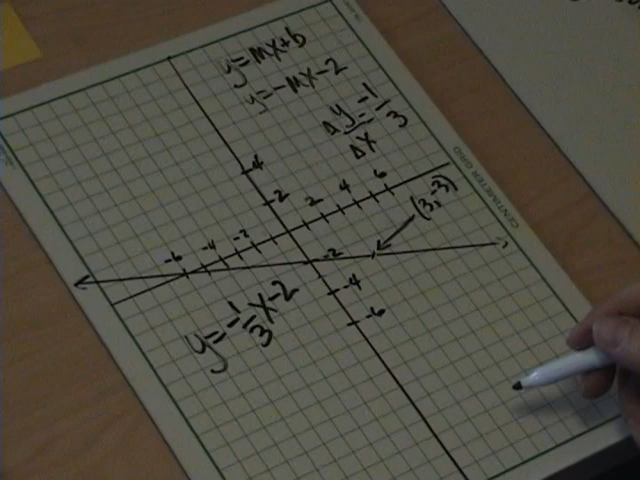 y=mx+b
y=-mx-2
Δy = -1
Δx 3
4
2
2 4 6
-6 -4 -2
(3,-3)
-2
-4
-6
y=-1/3x-2
CENTIMETER GRID